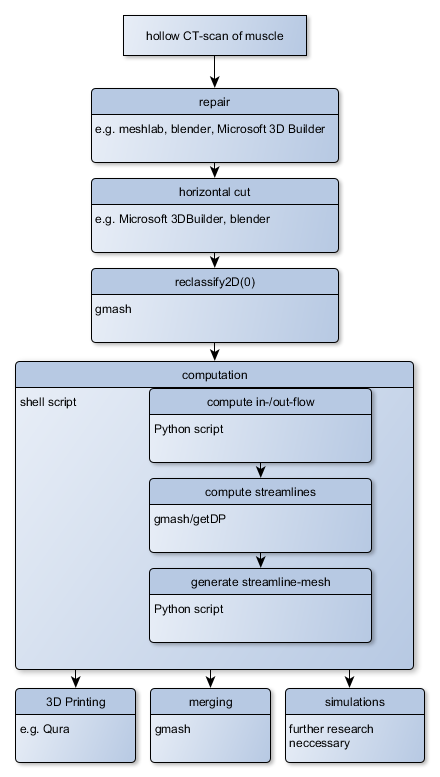 hollow CT-scan of muscle
repair
e.g. meshlab, blender, Microsoft 3D Builder
horizontal cut
e.g. Microsoft 3DBuilder, blender
reclassify2D(0)
gmash
computation
shell script
compute in-/out-flow
Python script
compute streamlines
gmash/getDP
generate streamline-mesh
Python script
3D Printing
e.g. Qura
merging
gmash
simulations
further research
neccessary